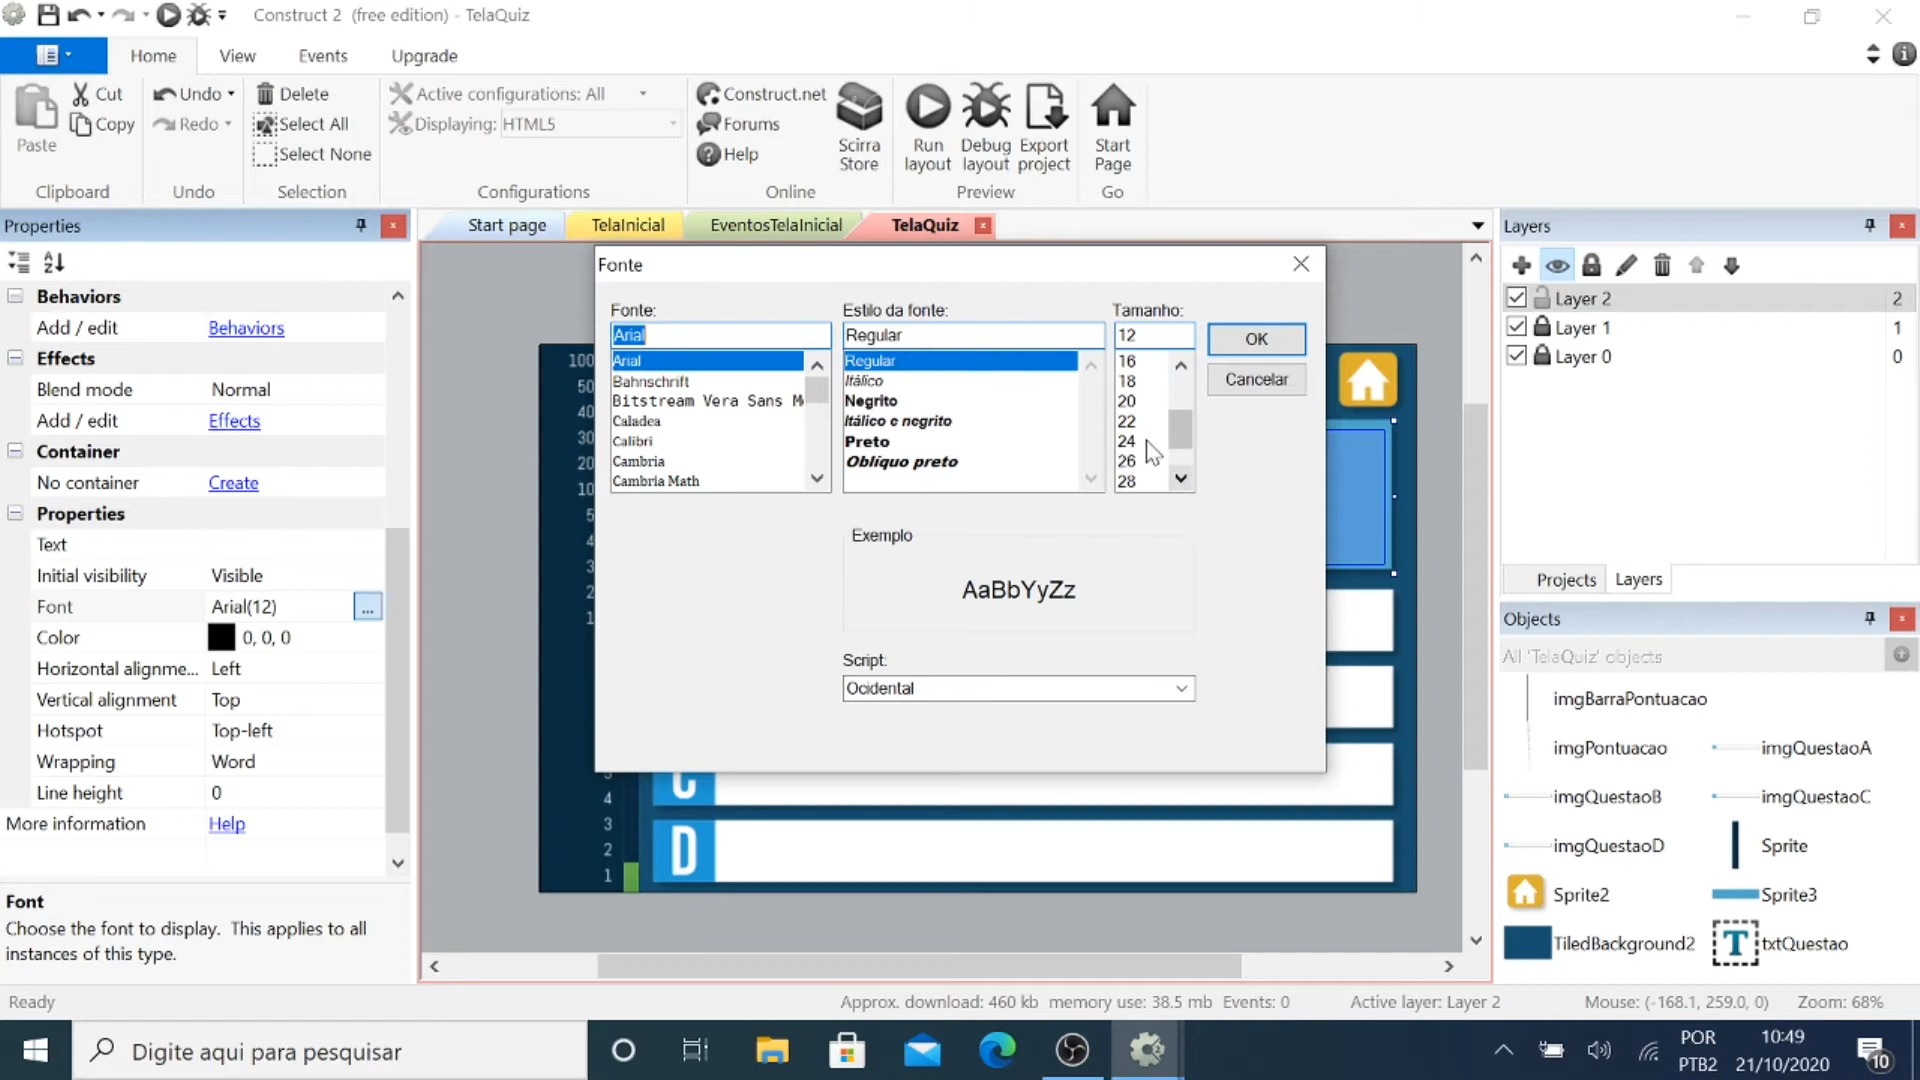 Construct 2  (free edition) - TelaQuiz
Home
View
Events
Upgrade
Paste
Cut
Copy
Clipboard
Undo
Redo
Undo
Delete
Select All
Select None
Selection
Active configurations: All
Displaying: HTML5
Configurations
Construct.net
Forums
Help
Scirra Store
Online
Run layout
Debug layout
Export project
Preview
Start Page
Go
Properties
Behaviors
Add / edit Behaviors
Effects
Blend mode Normal
Add / edit Effects
Container
No container Create
Properties
Text
Initial visibility Visible
Font Arial(12) ...
Color 0, 0, 0
Horizontal alignme... Left
Vertical alignment Top
Hotspot Top-left
Wrapping Word
Line height 0
More information Help
Font
Choose the font to display.  This applies to all
instances of this type.
Start page
TelaInicial
EventosTelaInicial
TelaQuiz
Fonte
Fonte:
Arial
Arial
Bahnschrift
Bitstream Vera Sans M
Caladea
Calibri
Cambria
Cambria Math
Estilo da fonte:
Regular
Regular
Itálico
Negrito
Itálico e negrito
Preto
Oblíquo preto
Tamanho:
12
16
18
20
22
24
26
28
OK
Cancelar
Exemplo
AaBbYyZz
Script:
Ocidental
4
3
2
1
C
D
Layers
Layer 2 2
Layer 1 1
Layer 0 0
Projects
Layers
Objects
All 'TelaQuiz' objects
imgBarraPontuacao
imgPontuacao
imgQuestaoA
imgQuestaoB
imgQuestaoC
imgQuestaoD
Sprite
Sprite2
Sprite3
TiledBackground2
T
txtQuestao
Ready
Approx. download: 460 kb
memory use: 38.5 mb
Events: 0
Active layer: Layer 2
Mouse: (-168.1, 259.0, 0)
Zoom: 68%
Digite aqui para pesquisar
POR
PTB2
10:49
21/10/2020
10